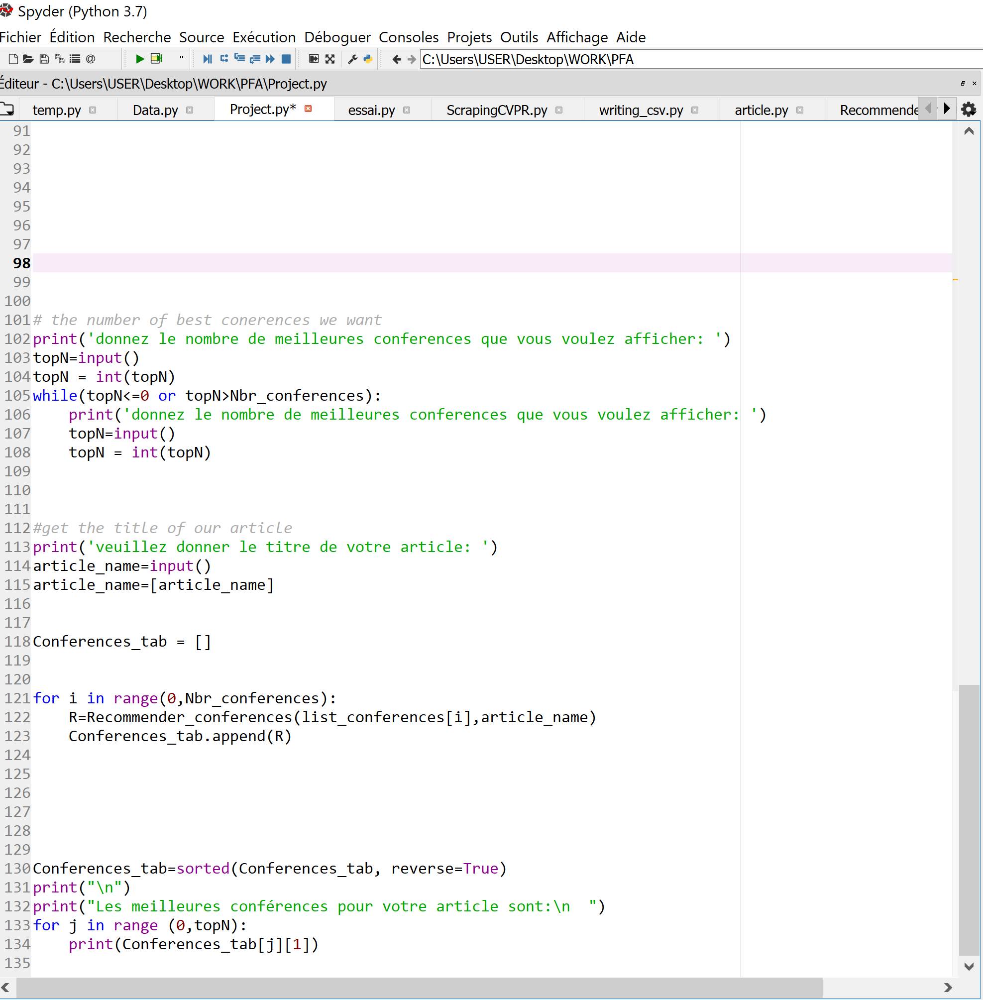 Spyder (Python 3.7)
Fichier Édition Recherche Source Exécution Déboguer Consoles Projets Outils Affichage Aide
@ » C:\Users\USER\Desktop\WORK\PFA
Éditeur - C:\Users\USER\Desktop\WORK\PFA\Project.py
temp.py Data.py Project.py* essai.py ScrapingCVPR.py writing_csv.py article.py Recommende
91
92
93
94
95
96
97
98
99
100
101 # the number of best conerences we want
102 print('donnez le nombre de meilleures conferences que vous voulez afficher: ')
103 topN=input()
104 topN = int(topN)
105 while(topN<=0 or topN>Nbr_conferences):
106     print('donnez le nombre de meilleures conferences que vous voulez afficher: ')
107     topN=input()
108     topN = int(topN)
109
110
111
112 #get the title of our article
113 print('veuillez donner le titre de votre article: ')
114 article_name=input()
115 article_name=[article_name]
116
117
118 Conferences_tab = []
119
120
121 for i in range(0,Nbr_conferences):
122     R=Recommender_conferences(list_conferences[i],article_name)
123     Conferences_tab.append(R)
124
125
126
127
128
129
130 Conferences_tab=sorted(Conferences_tab, reverse=True)
131 print("\n")
132 print("Les meilleures conférences pour votre article sont:\n  ")
133 for j in range (0,topN):
134     print(Conferences_tab[j][1])
135